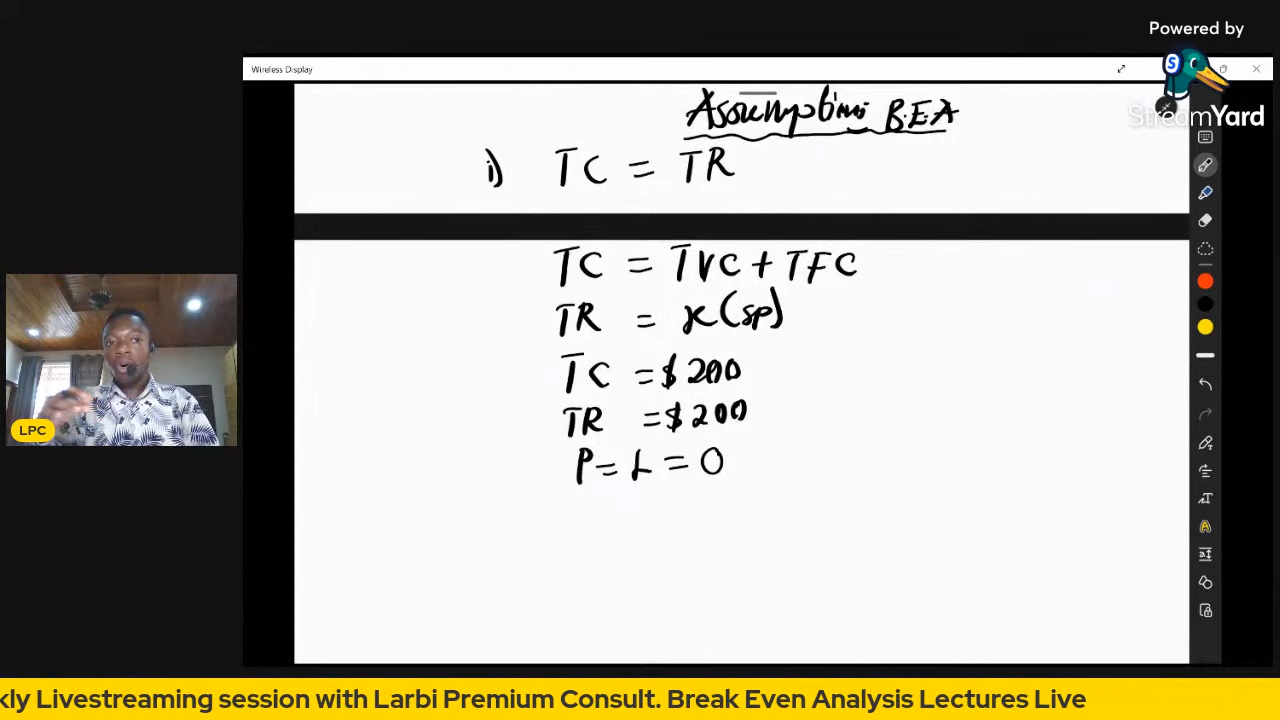 Powered by
StreamYard
Wireless Display
Assumptions B.E.A
i) TC = TR
TC = TVC + TFC
TR = x(sp)
TC = $200
TR = $200
P = L = 0
LPC
kly Livestreaming session with Larbi Premium Consult. Break Even Analysis Lectures Live